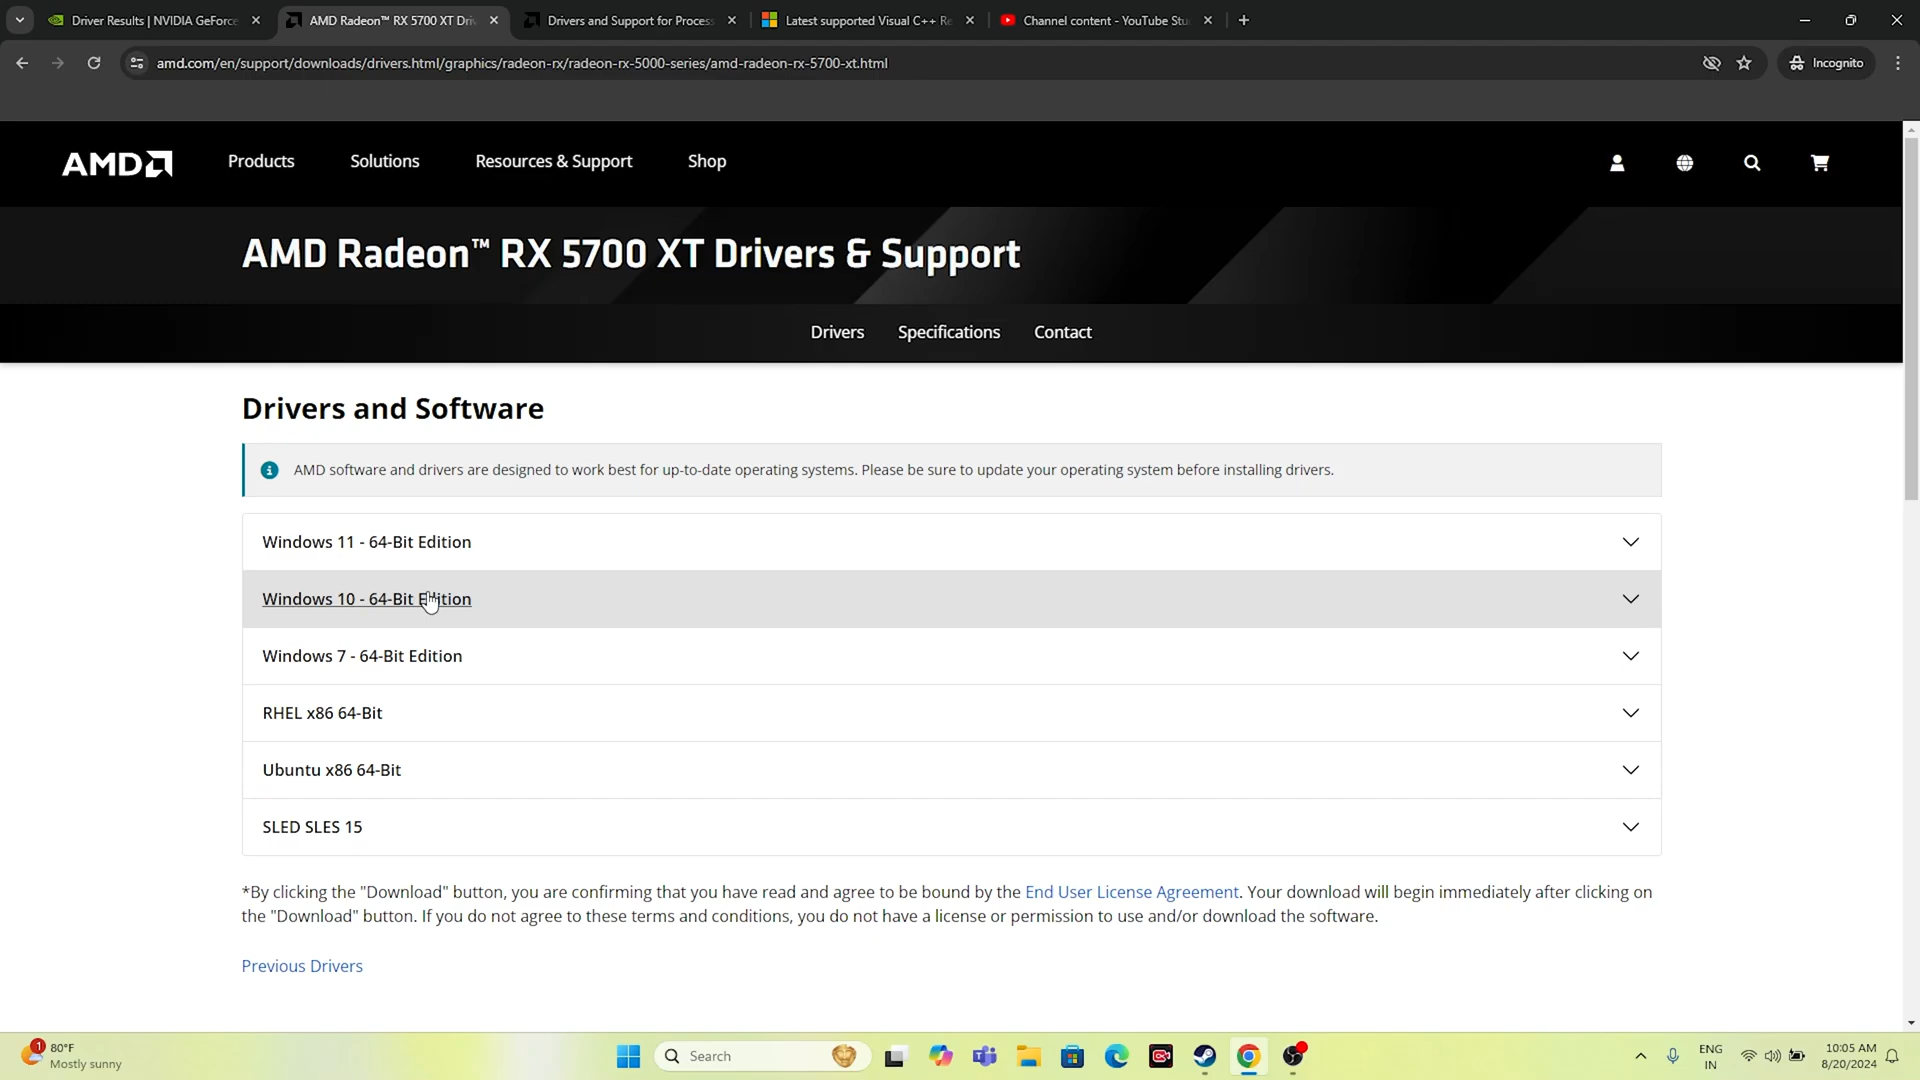 Driver Results | NVIDIA GeForce
AMD Radeon™ RX 5700 XT Dri
Drivers and Support for Process
Latest supported Visual C++ Re
Channel content - YouTube Stu
amd.com/en/support/downloads/drivers.html/graphics/radeon-rx/radeon-rx-5000-series/amd-radeon-rx-5700-xt.html
Incognito
AMD
Products
Solutions
Resources & Support
Shop
AMD Radeon™ RX 5700 XT Drivers & Support
Drivers
Specifications
Contact
Drivers and Software
AMD software and drivers are designed to work best for up-to-date operating systems. Please be sure to update your operating system before installing drivers.
Windows 11 - 64-Bit Edition
Windows 10 - 64-Bit Edition
Windows 7 - 64-Bit Edition
RHEL x86 64-Bit
Ubuntu x86 64-Bit
SLED SLES 15
*By clicking the "Download" button, you are confirming that you have read and agree to be bound by the End User License Agreement. Your download will begin immediately after clicking on
the "Download" button. If you do not agree to these terms and conditions, you do not have a license or permission to use and/or download the software.
Previous Drivers
1
80°F
Mostly sunny
Search
ENG
IN
10:05 AM
8/20/2024